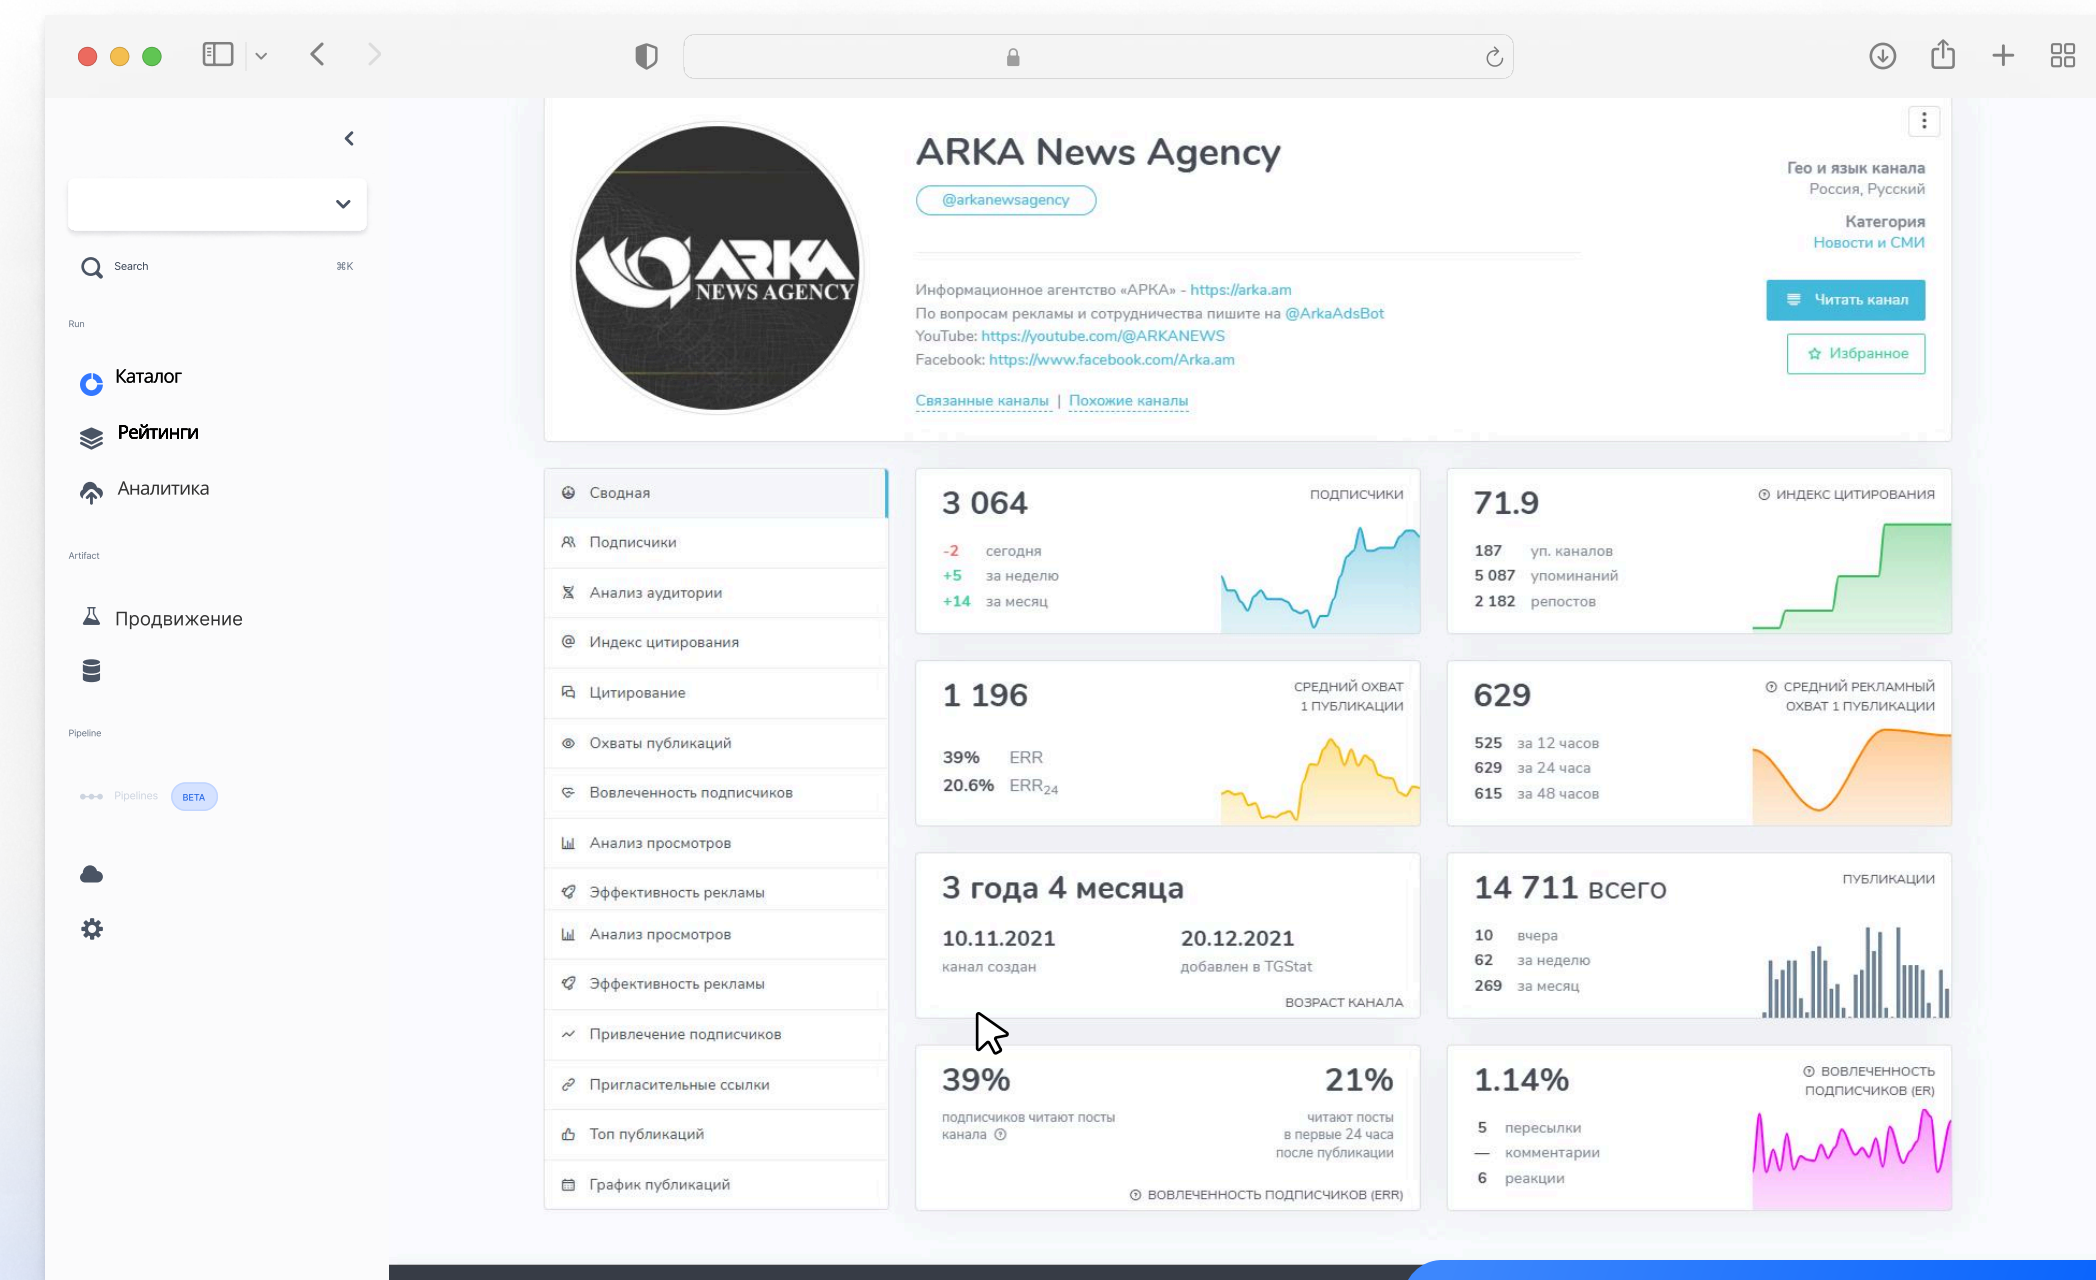 Search
⌘K
Run
Каталог
Рейтинги
Аналитика
Artifact
Продвижение
Pipeline
Pipelines
BETA
ARKA
NEWS AGENCY
ARKA News Agency
@arkanewsagency
Информационное агентство «АРКА» - https://arka.am
По вопросам рекламы и сотрудничества пишите на @ArkaAdsBot
YouTube: https://youtube.com/@ARKANEWS
Facebook: https://www.facebook.com/Arka.am
Связанные каналы | Похожие каналы
Гео и язык канала
Россия, Русский
Категория
Новости и СМИ
Читать канал
Избранное
Сводная
Подписчики
Анализ аудитории
Индекс цитирования
Цитирование
Охваты публикаций
Вовлеченность подписчиков
Анализ просмотров
Эффективность рекламы
Анализ просмотров
Эффективность рекламы
Привлечение подписчиков
Пригласительные ссылки
Топ публикаций
График публикаций
3 064
ПОДПИСЧИКИ
-2 сегодня
+5 за неделю
+14 за месяц
71.9
ИНДЕКС ЦИТИРОВАНИЯ
187 уп. каналов
5 087 упоминаний
2 182 репостов
1 196
СРЕДНИЙ ОХВАТ
1 ПУБЛИКАЦИИ
39% ERR
20.6% ERR24
629
СРЕДНИЙ РЕКЛАМНЫЙ
ОХВАТ 1 ПУБЛИКАЦИИ
525 за 12 часов
629 за 24 часа
615 за 48 часов
3 года 4 месяца
10.11.2021
канал создан
20.12.2021
добавлен в TGStat
ВОЗРАСТ КАНАЛА
14 711 всего
ПУБЛИКАЦИИ
10 вчера
62 за неделю
269 за месяц
39%
подписчиков читают посты
канала
21%
читают посты
в первые 24 часа
после публикации
ВОВЛЕЧЕННОСТЬ ПОДПИСЧИКОВ (ERR)
1.14%
ВОВЛЕЧЕННОСТЬ
ПОДПИСЧИКОВ (ER)
5 пересылки
— комментарии
6 реакции